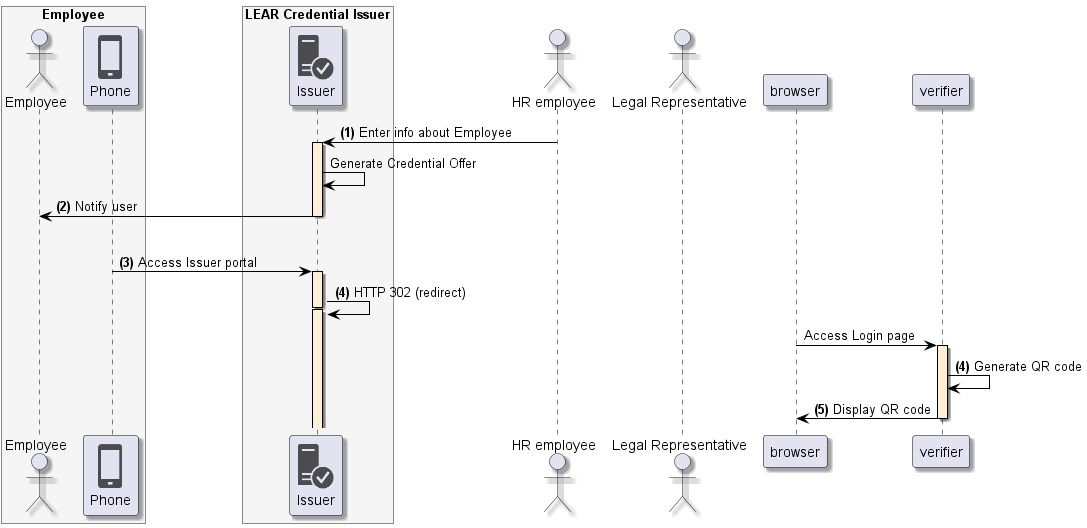 Employee
LEAR Credential Issuer
Employee
Phone
Issuer
HR employee
Legal Representative
browser
verifier
(1) Enter info about Employee
Generate Credential Offer
(2) Notify user
(3) Access Issuer portal
(4) HTTP 302 (redirect)
Access Login page
(4) Generate QR code
(5) Display QR code
Employee
Phone
Issuer
HR employee
Legal Representative
browser
verifier